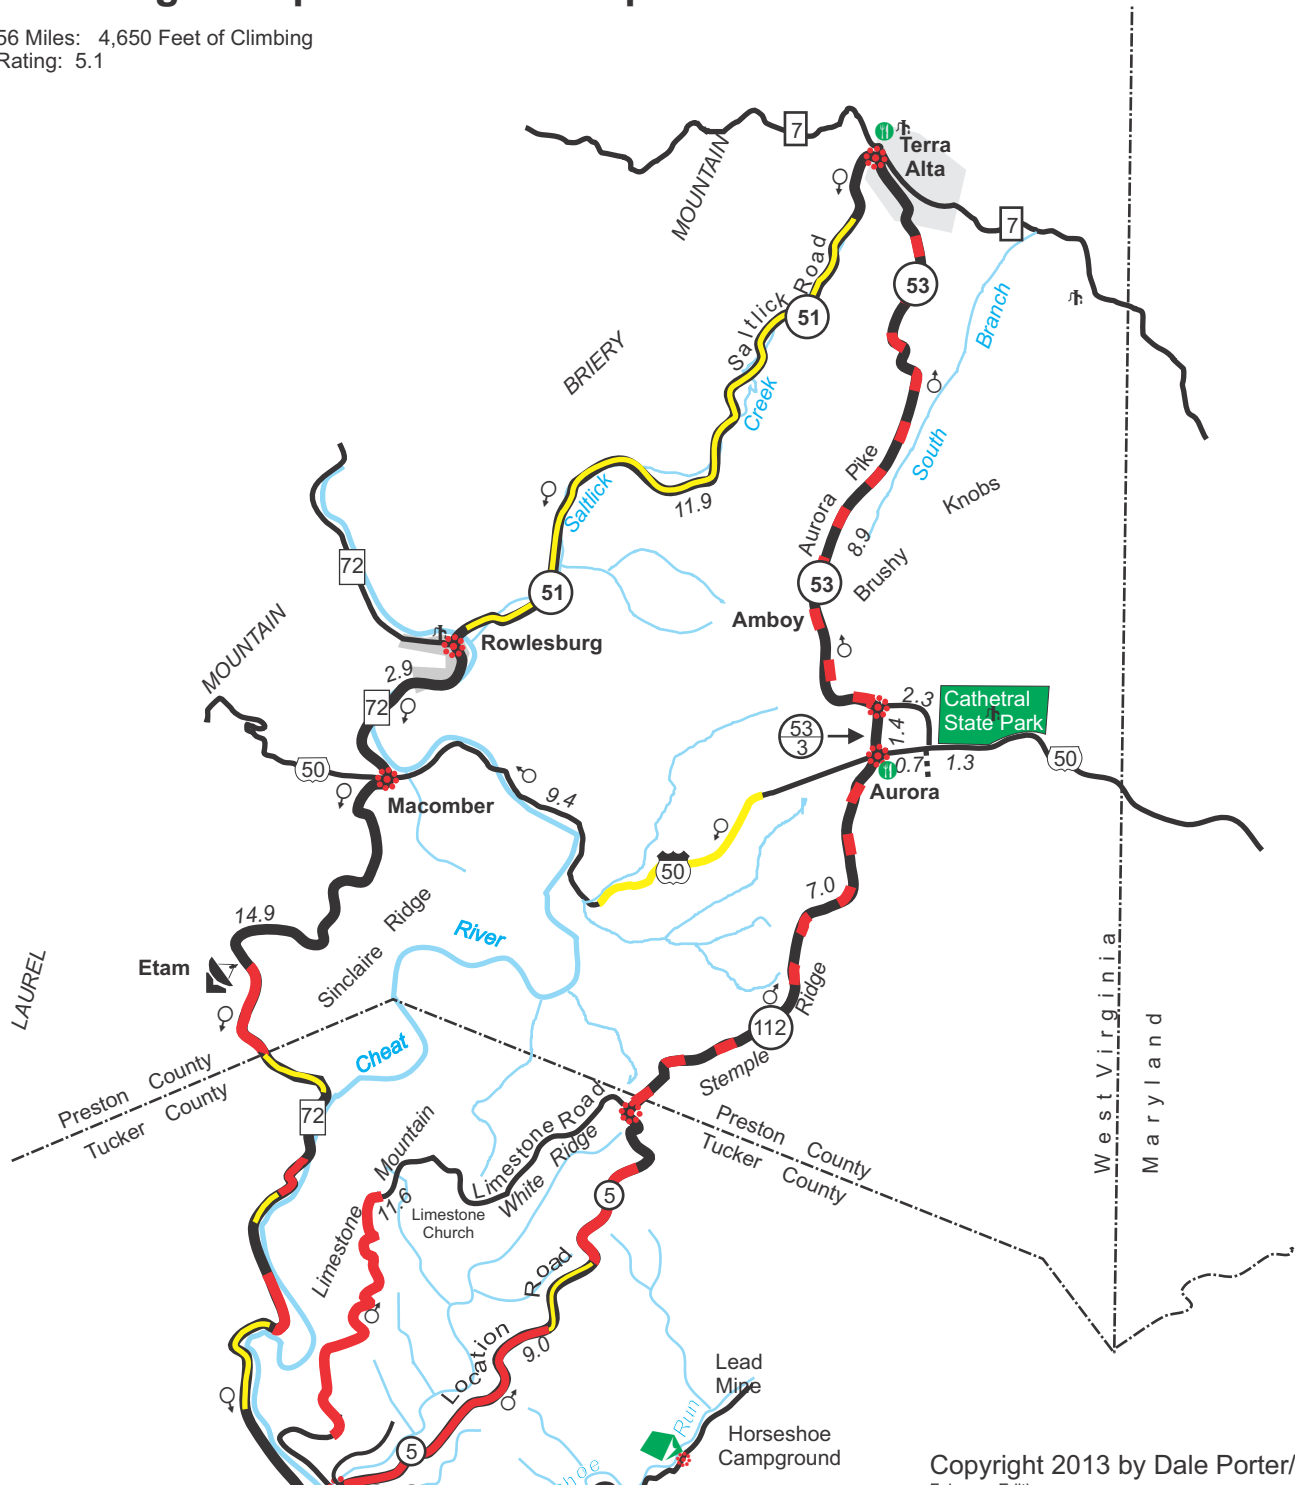 56 Miles: 4,650 Feet of Climbing
Rating: 5.1
7
Terra
Alta
MOUNTAIN
7
Saltlick Road
53
51
Branch
BRIERY
Creek
South
Aurora Pike
Knobs
Saltlick
11.9
8.9
72
51
53
Brushy
Amboy
Rowlesburg
MOUNTAIN
2.9
72
2.3
Cathetral
State Park
53
3
1.4
50
0.7
1.3
50
Aurora
Macomber
9.4
50
7.0
14.9
Sinclaire Ridge
River
Etam
LAUREL
Cheat
112
Stemple Ridge
West Virginia
Maryland
Preston County
Tucker County
72
Preston County
Tucker County
Limestone Road
White Ridge
Limestone Mountain
11.6
Limestone
Church
5
Location Road
9.0
Lead
Mine
Run
5
Horseshoe
Campground
hoe
Copyright 2013 by Dale Porter/